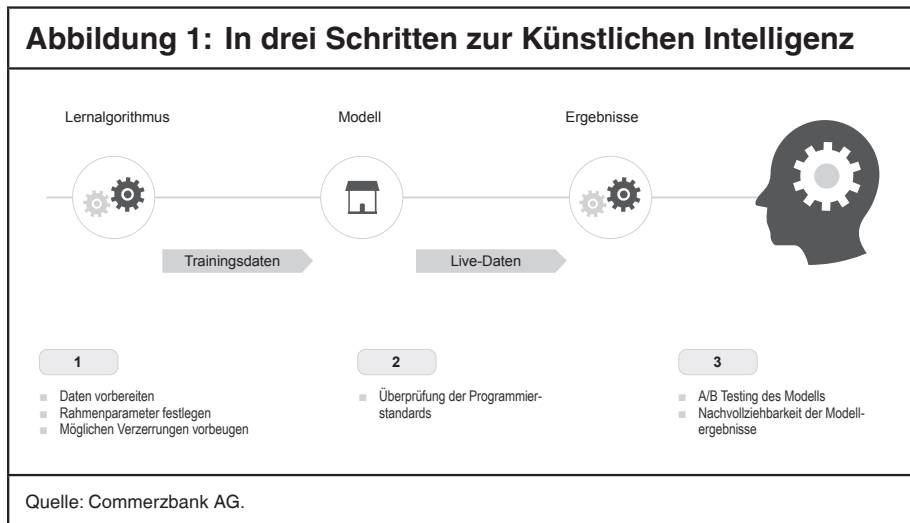 Abbildung 1: In drei Schritten zur Künstlichen Intelligenz
Lernalgorithmus
Modell
Ergebnisse
Trainingsdaten
Live-Daten
1
Daten vorbereiten
Rahmenparameter festlegen
Möglichen Verzerrungen vorbeugen
2
Überprüfung der Programmier-
standards
3
A/B Testing des Modells
Nachvollziehbarkeit der Modell-
ergebnisse
Quelle: Commerzbank AG.